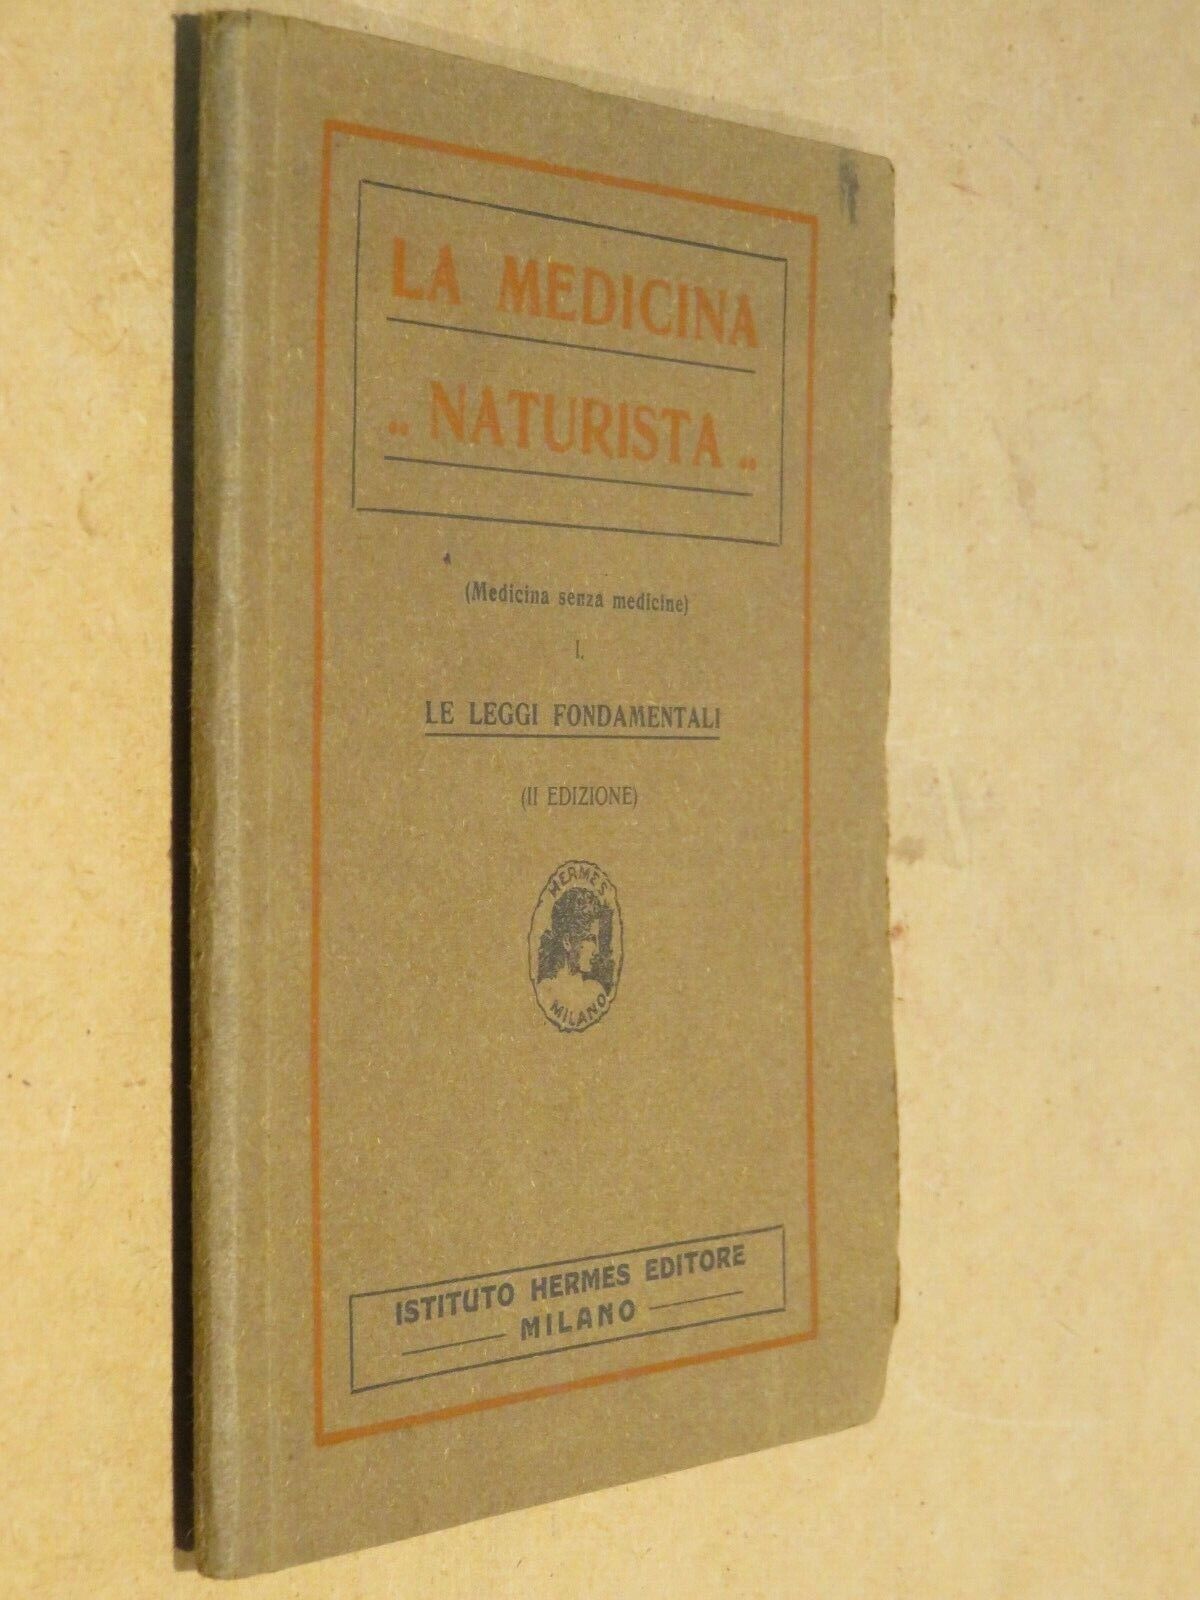 LA MEDICINA
.. NATURISTA ..
(Medicina senza medicine)
I.
LE LEGGI FONDAMENTALI
(II EDIZIONE)
HERMES
MILANO
ISTITUTO HERMES EDITORE
MILANO